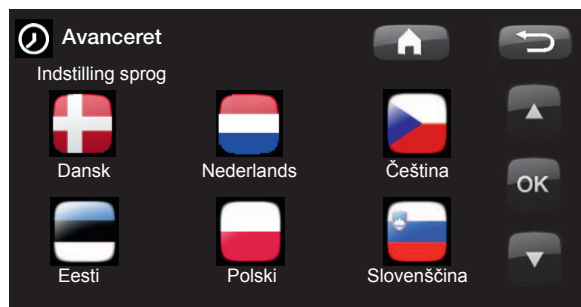 Avanceret
Indstilling sprog
Dansk Nederlands Čeština
OK
Eesti Polski Slovenščina